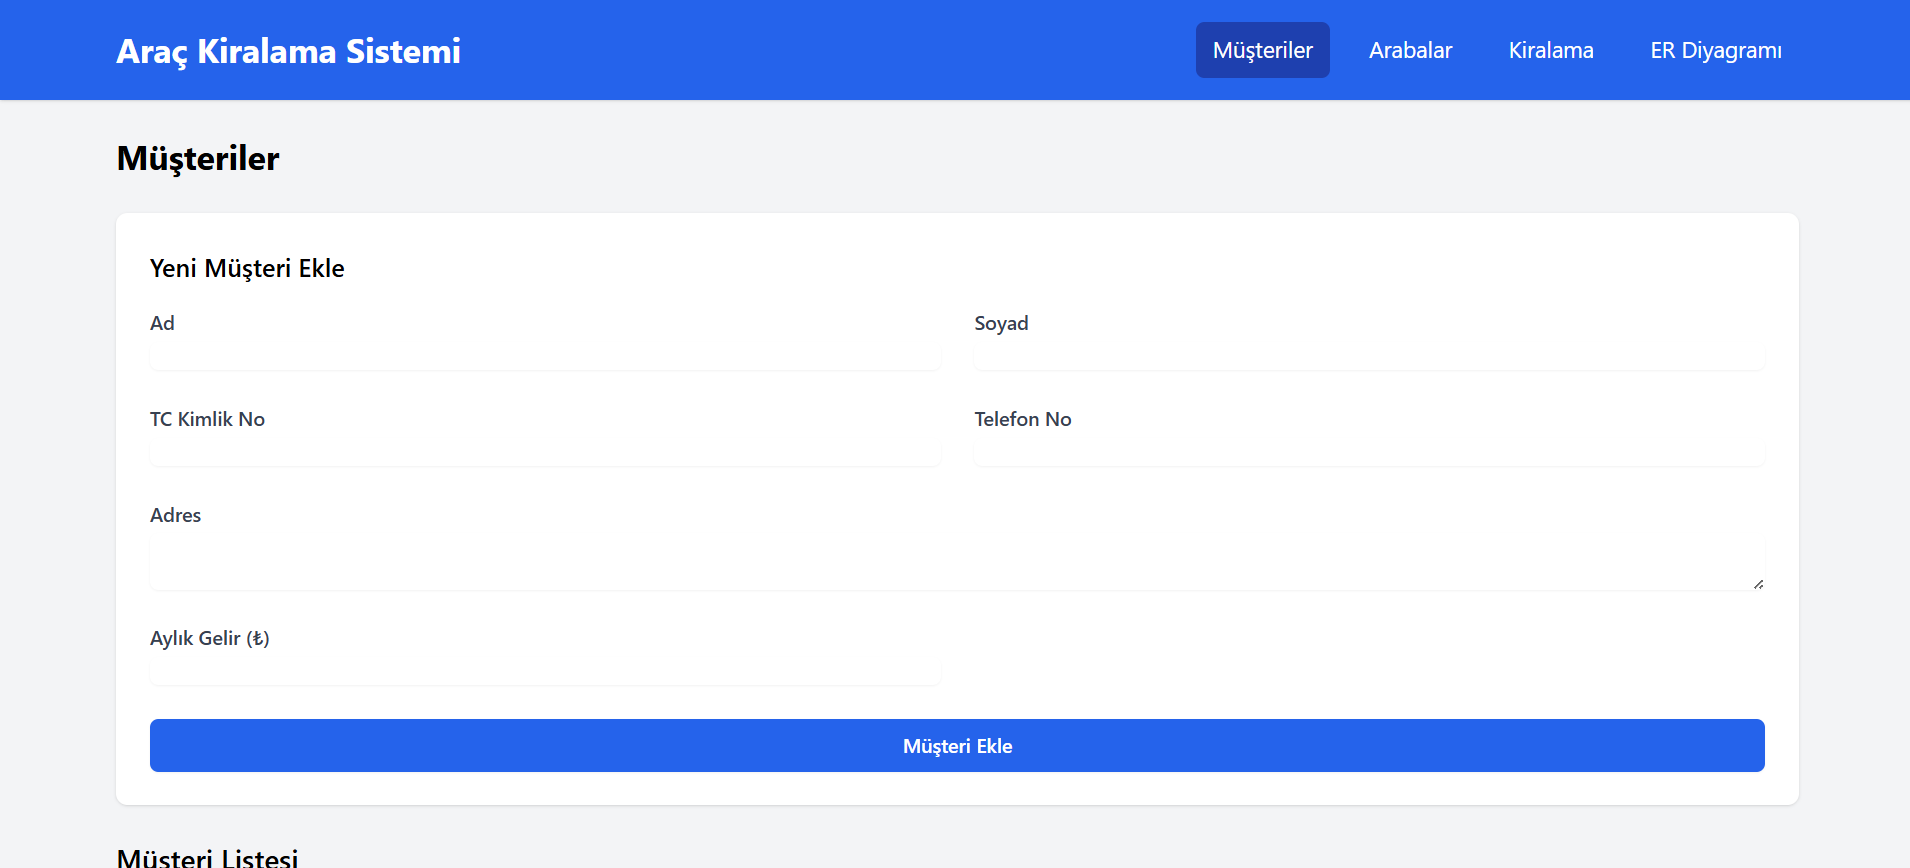 Araç Kiralama Sistemi
Müşteriler
Arabalar
Kiralama
ER Diyagramı
Müşteriler
Yeni Müşteri Ekle
Ad
Soyad
TC Kimlik No
Telefon No
Adres
Aylık Gelir (₺)
Müşteri Ekle
Müşteri Listesi